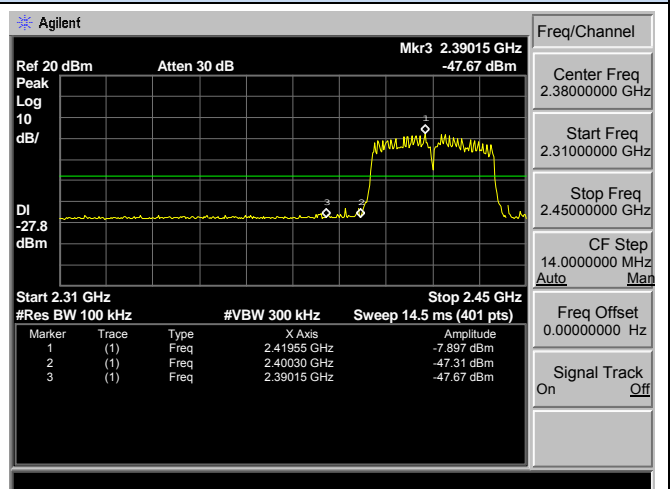 Agilent
Freq/Channel
Mkr3 2.39015 GHz
Ref 20 dBm Atten 30 dB -47.67 dBm
Peak
Log
10
dB/
1
3
2
DI
-27.8
dBm
Start 2.31 GHz Stop 2.45 GHz
#Res BW 100 kHz #VBW 300 kHz Sweep 14.5 ms (401 pts)
Marker Trace Type X Axis Amplitude
1 (1) Freq 2.41955 GHz -7.897 dBm
2 (1) Freq 2.40030 GHz -47.31 dBm
3 (1) Freq 2.39015 GHz -47.67 dBm
Center Freq
2.38000000 GHz
Start Freq
2.31000000 GHz
Stop Freq
2.45000000 GHz
CF Step
14.0000000 MHz
Auto Man
Freq Offset
0.00000000 Hz
Signal Track
On Off